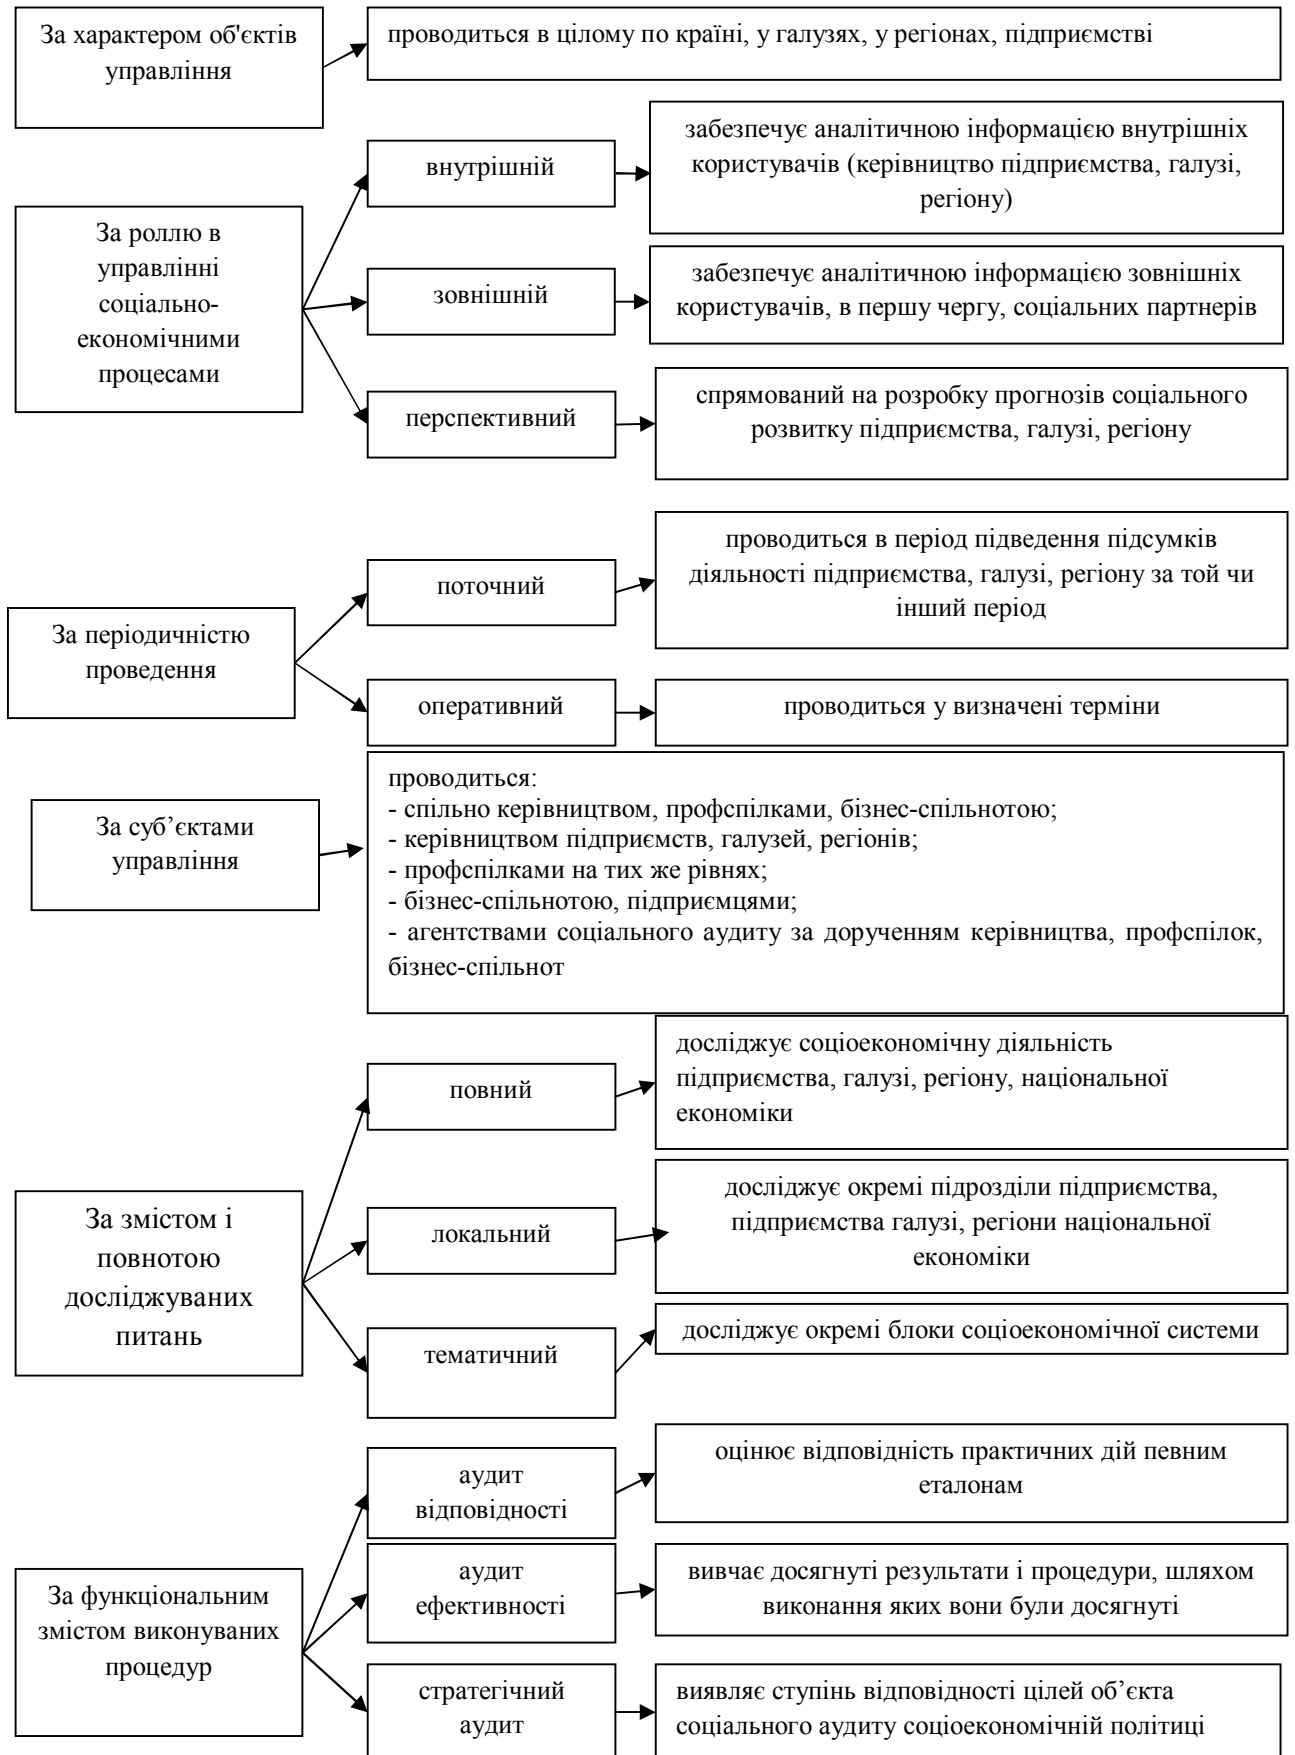 За характером об'єктів
управління
проводиться в цілому по країні, у галузях, у регіонах, підприємстві
За роллю в
управлінні
соціально-
економічними
процесами
внутрішній
забезпечує аналітичною інформацією внутрішніх
користувачів (керівництво підприємства, галузі,
регіону)
зовнішній
забезпечує аналітичною інформацією зовнішніх
користувачів, в першу чергу, соціальних партнерів
перспективний
спрямований на розробку прогнозів соціального
розвитку підприємства, галузі, регіону
За періодичністю
проведення
поточний
проводиться в період підведення підсумків
діяльності підприємства, галузі, регіону за той чи
інший період
оперативний
проводиться у визначені терміни
За суб’єктами
управління
проводиться:
- спільно керівництвом, профспілками, бізнес-спільнотою;
- керівництвом підприємств, галузей, регіонів;
- профспілками на тих же рівнях;
- бізнес-спільнотою, підприємцями;
- агентствами соціального аудиту за дорученням керівництва, профспілок,
бізнес-спільнот
За змістом і
повнотою
досліджуваних
питань
повний
досліджує соціоекономічну діяльність
підприємства, галузі, регіону, національної
економіки
локальний
досліджує окремі підрозділи підприємства,
підприємства галузі, регіони національної
економіки
тематичний
досліджує окремі блоки соціоекономічної системи
За функціональним
змістом виконуваних
процедур
аудит
відповідності
оцінює відповідність практичних дій певним
еталонам
аудит
ефективності
вивчає досягнуті результати і процедури, шляхом
виконання яких вони були досягнуті
стратегічний
аудит
виявляє ступінь відповідності цілей об’єкта
соціального аудиту соціоекономічній політиці